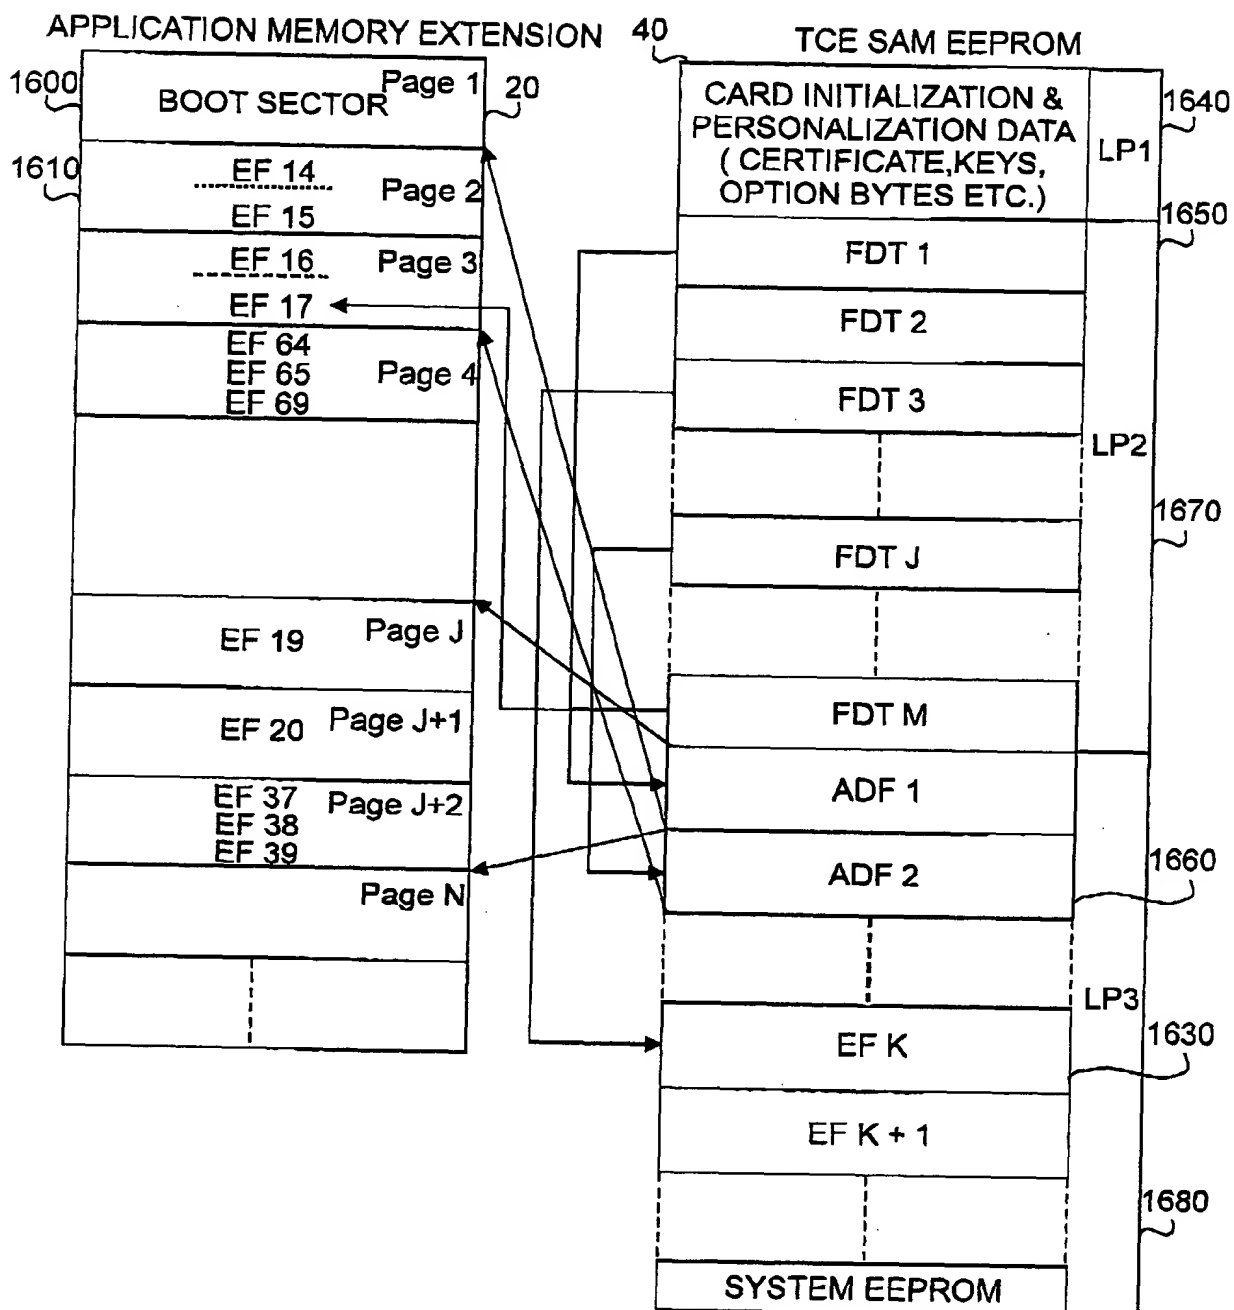 APPLICATION MEMORY EXTENSION
1600
Page 1
BOOT SECTOR
20
1610
EF 14
Page 2
EF 15
EF 16
Page 3
EF 17
EF 64
EF 65
Page 4
EF 69
Page J
EF 19
Page J+1
EF 20
EF 37
Page J+2
EF 38
EF 39
Page N
40
TCE SAM EEPROM
CARD INITIALIZATION &
PERSONALIZATION DATA
( CERTIFICATE,KEYS,
OPTION BYTES ETC.)
LP1
1640
1650
FDT 1
FDT 2
FDT 3
LP2
1670
FDT J
FDT M
ADF 1
ADF 2
1660
LP3
1630
EF K
EF K + 1
1680
SYSTEM EEPROM